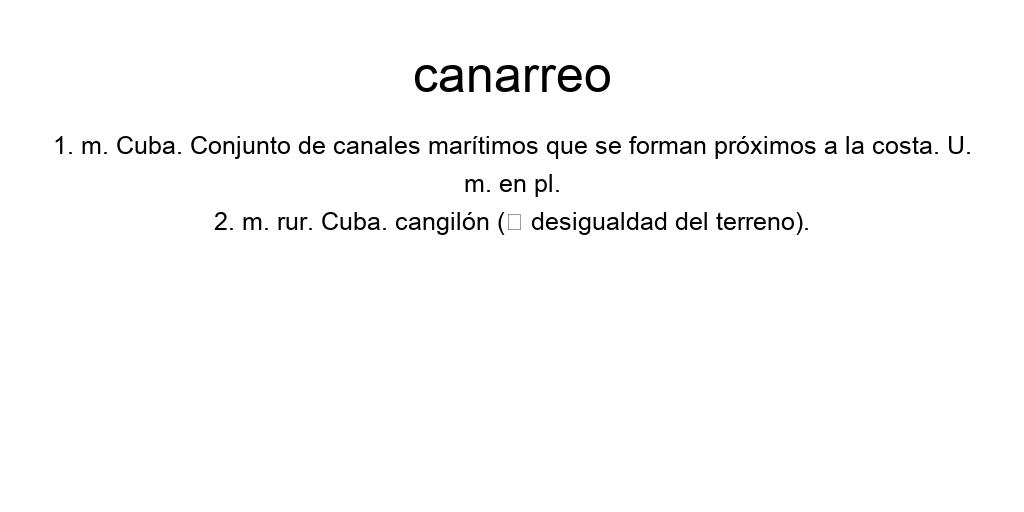 canarreo
1. m. Cuba. Conjunto de canales marítimos que se forman próximos a la costa. U.
m. en pl.
2. m. rur. Cuba. cangilón (□ desigualdad del terreno).